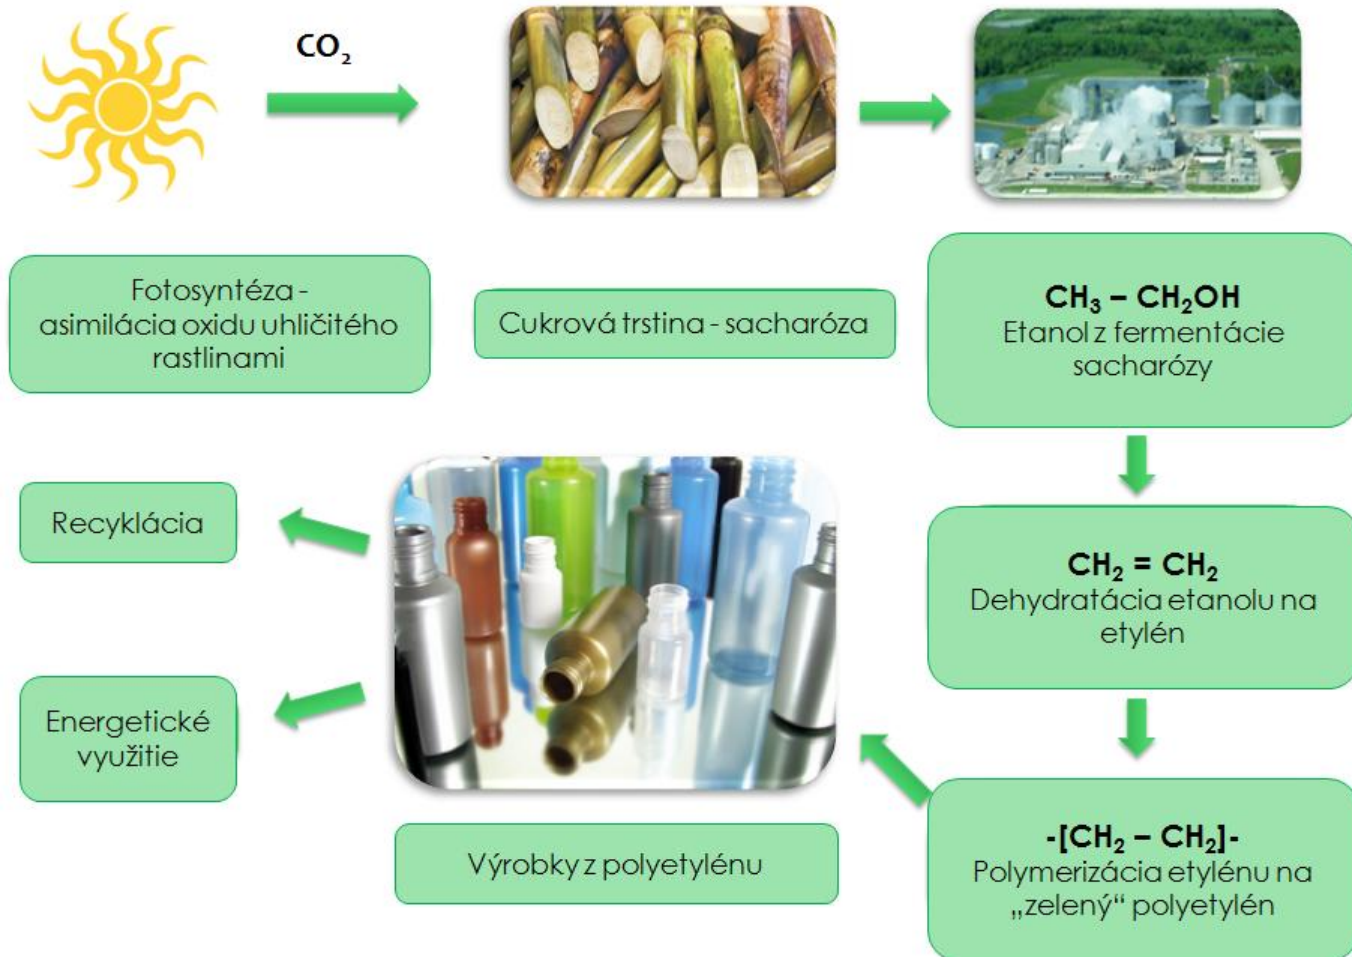 CO₂
Fotosyntéza -
asimilácia oxidu uhličitého
rastlinami
Cukrová trstina - sacharóza
CH₃ – CH₂OH
Etanol z fermentácie
sacharózy
CH₂ = CH₂
Dehydratácia etanolu na
etylén
-[CH₂ – CH₂]-
Polymerizácia etylénu na
„zelený“ polyetylén
Výrobky z polyetylénu
Recyklácia
Energetické
využitie